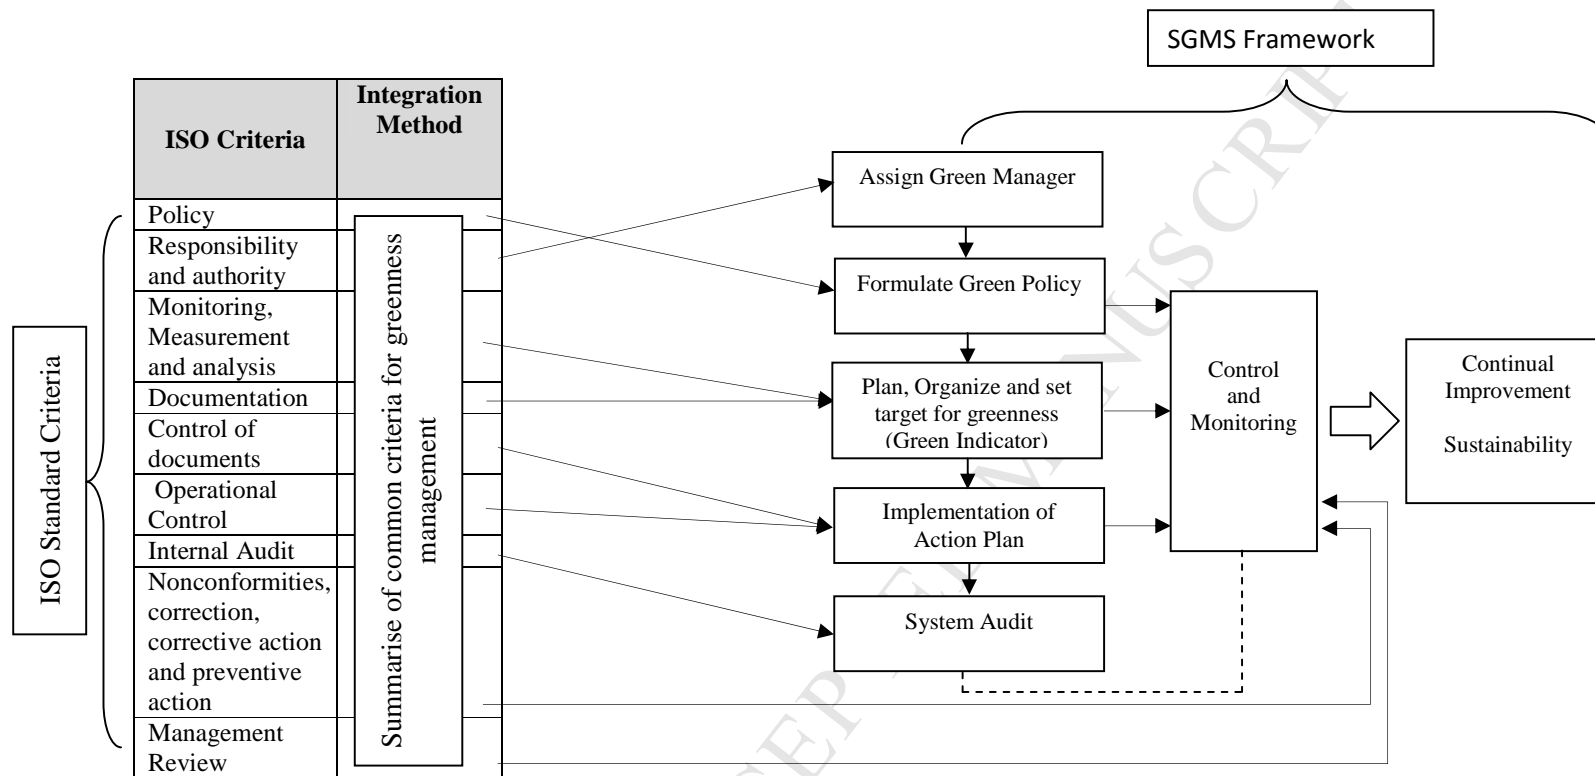 SGMS Framework
ISO Criteria
Integration
Method
ISO Standard Criteria
Policy
Responsibility
and authority
Monitoring,
Measurement
and analysis
Documentation
Control of
documents
Operational
Control
Internal Audit
Nonconformities,
correction,
corrective action
and preventive
action
Management
Review
Summarise of common criteria for greenness
management
Assign Green Manager
Formulate Green Policy
Plan, Organize and set
target for greenness
(Green Indicator)
Implementation of
Action Plan
System Audit
Control
and
Monitoring
Continual
Improvement
Sustainability